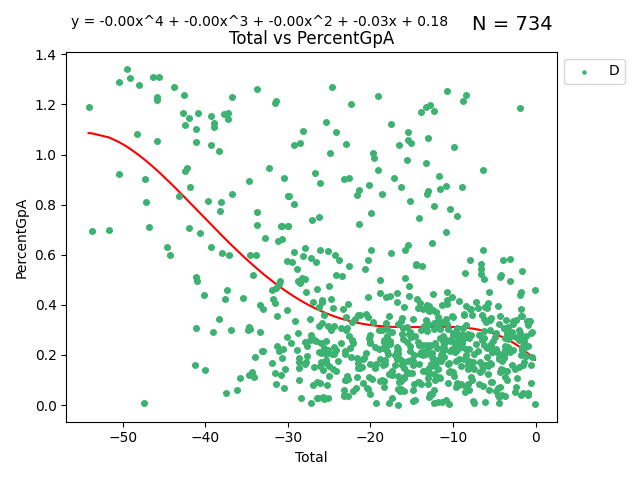 y = -0.00x^4 + -0.00x^3 + -0.00x^2 + -0.03x + 0.18
N = 734
Total vs PercentGpA
D
PercentGpA
1.4
1.2
1.0
0.8
0.6
0.4
0.2
0.0
−50
−40
−30
−20
−10
0
Total